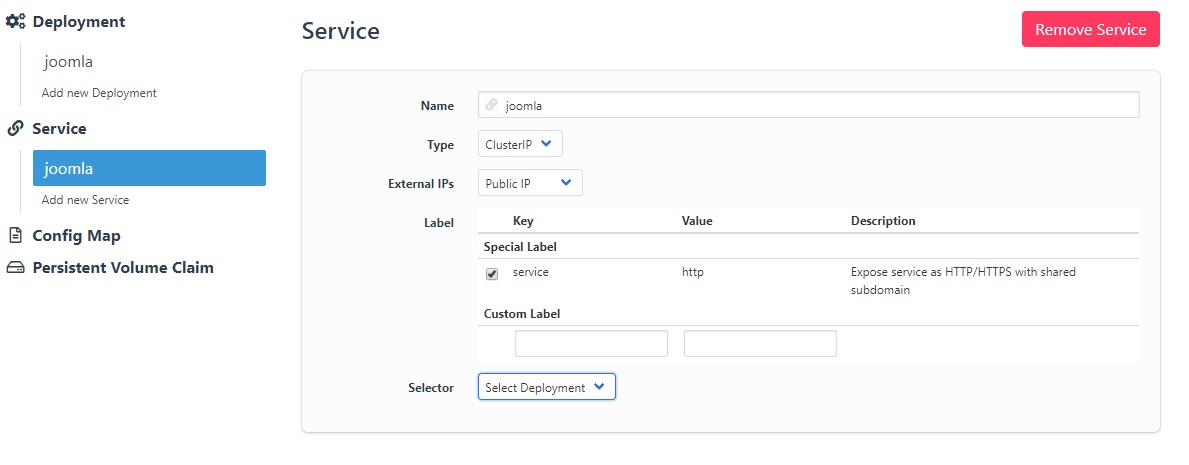 Deployment
joomla
Add new Deployment
Service
joomla
Add new Service
Config Map
Persistent Volume Claim
Service
Remove Service
Name joomla
Type ClusterIP
External IPs Public IP
Label Key Value Description
Special Label
service http Expose service as HTTP/HTTPS with shared
subdomain
Custom Label
Selector Select Deployment